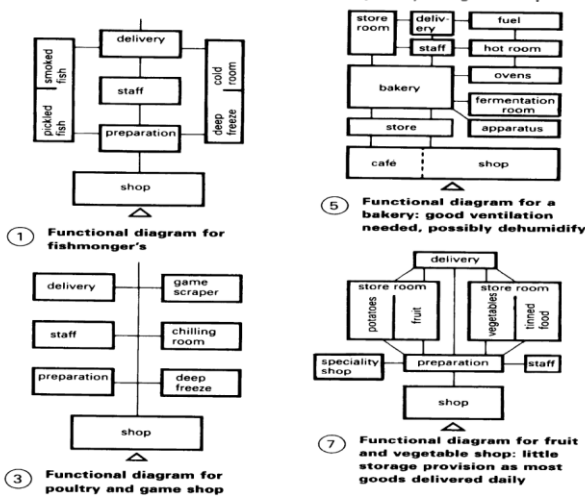 delivery
smoked
fish
pickled
fish
cold
room
deep
freeze
staff
preparation
shop
1 Functional diagram for
fishmonger's
store
room
deliv-
ery
fuel
staff
hot room
bakery
ovens
fermentation
room
store
apparatus
café
shop
5 Functional diagram for a
bakery: good ventilation
needed, possibly dehumidify
delivery
game
scraper
staff
chilling
room
preparation
deep
freeze
shop
3 Functional diagram for
poultry and game shop
delivery
store room
potatoes
fruit
store room
vegetables
tinned
food
speciality
shop
preparation
staff
shop
7 Functional diagram for fruit
and vegetable shop: little
storage provision as most
goods delivered daily